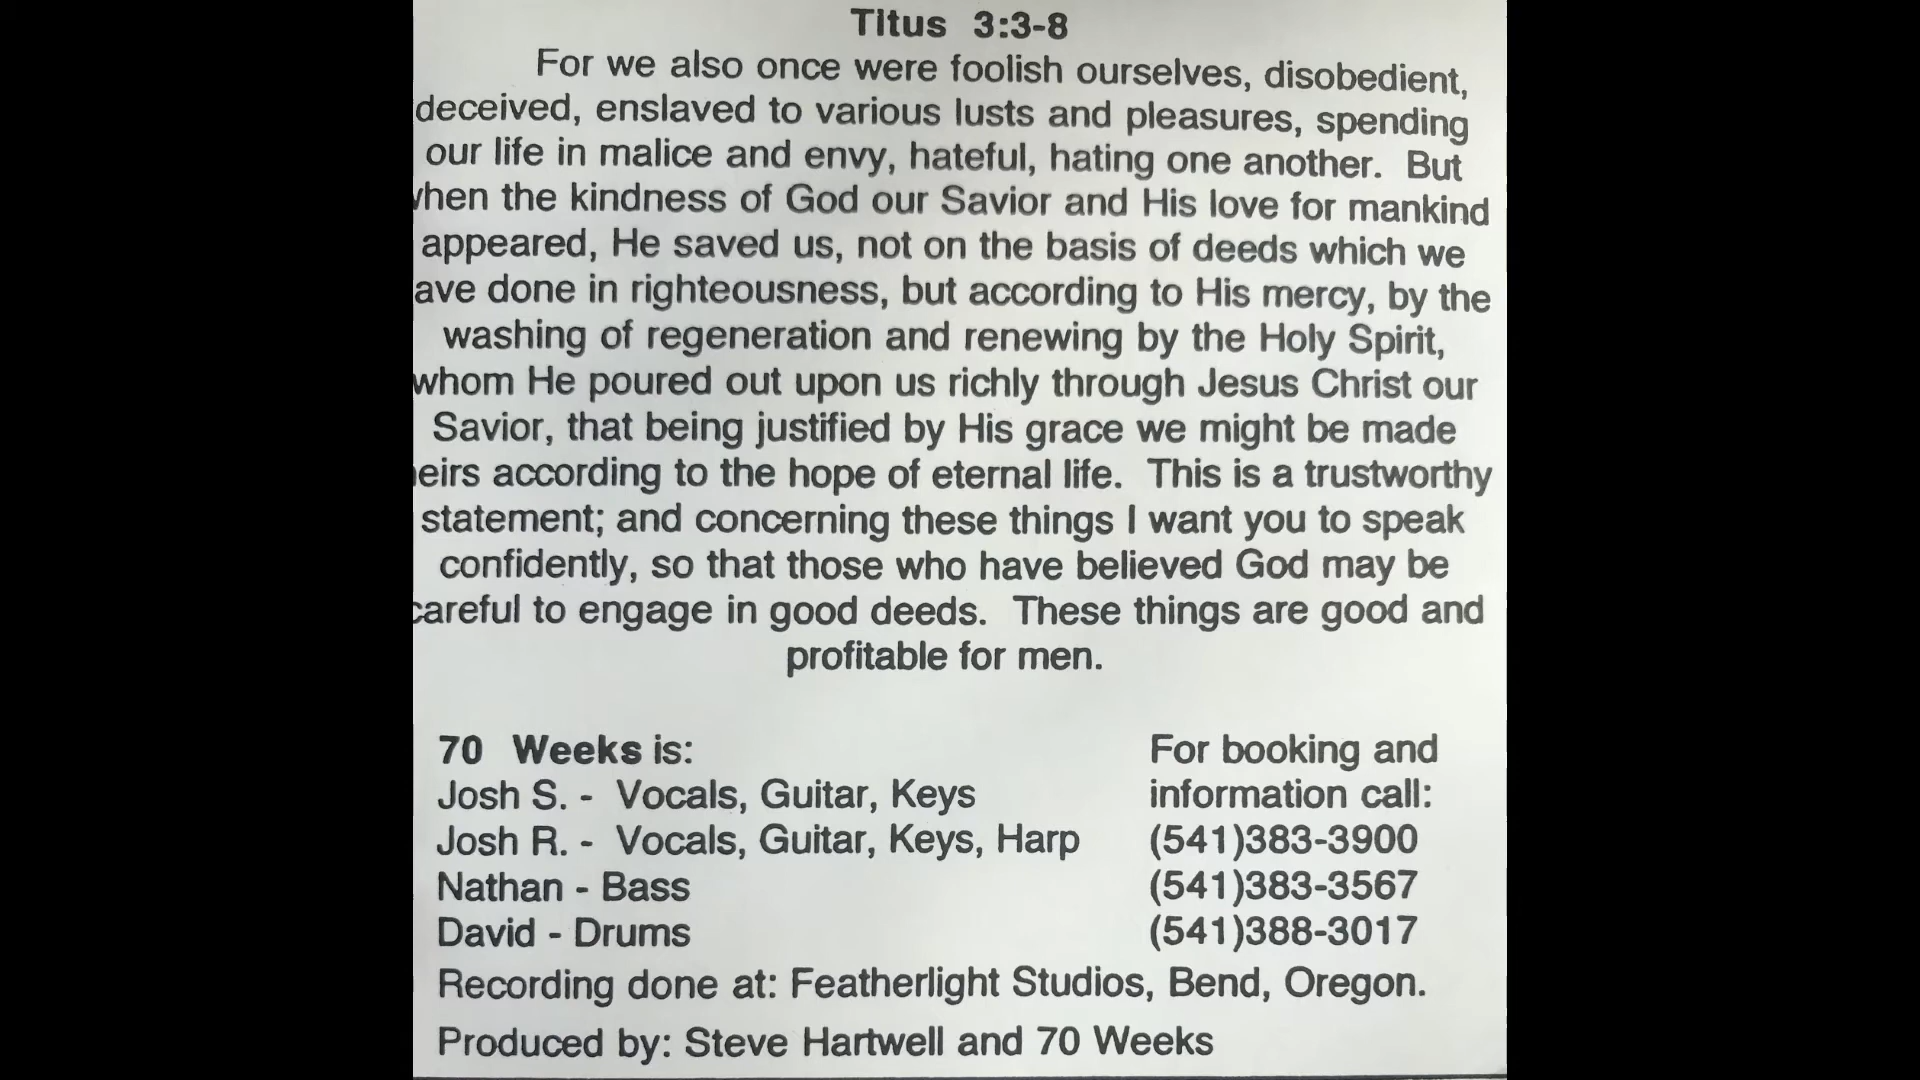 Titus 3:3-8
For we also once were foolish ourselves, disobedient,
deceived, enslaved to various lusts and pleasures, spending
our life in malice and envy, hateful, hating one another. But
when the kindness of God our Savior and His love for mankind
appeared, He saved us, not on the basis of deeds which we
ave done in righteousness, but according to His mercy, by the
washing of regeneration and renewing by the Holy Spirit,
whom He poured out upon us richly through Jesus Christ our
Savior, that being justified by His grace we might be made
eirs according to the hope of eternal life. This is a trustworthy
statement; and concerning these things I want you to speak
confidently, so that those who have believed God may be
careful to engage in good deeds. These things are good and
profitable for men.
70 Weeks is:
Josh S. - Vocals, Guitar, Keys
Josh R. - Vocals, Guitar, Keys, Harp
Nathan - Bass
David - Drums
For booking and
information call:
(541)383-3900
(541)383-3567
(541)388-3017
Recording done at: Featherlight Studios, Bend, Oregon.
Produced by: Steve Hartwell and 70 Weeks